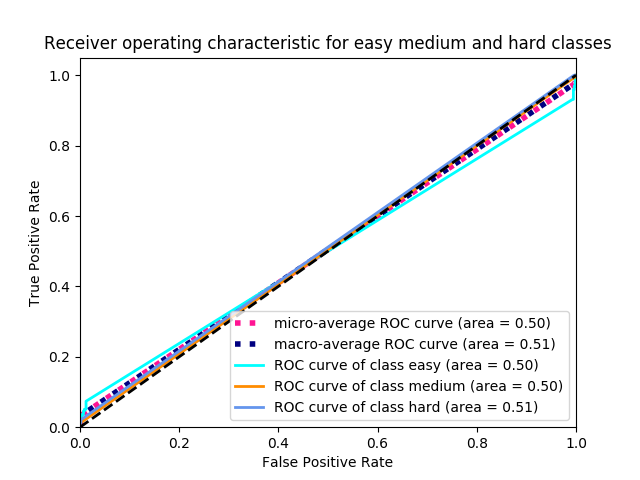 Receiver operating characteristic for easy medium and hard classes
1.0
0.8
0.6
0.4
0.2
0.0
True Positive Rate
micro-average ROC curve (area = 0.50)
macro-average ROC curve (area = 0.51)
ROC curve of class easy (area = 0.50)
ROC curve of class medium (area = 0.50)
ROC curve of class hard (area = 0.51)
0.0 0.2 0.4 0.6 0.8 1.0
False Positive Rate